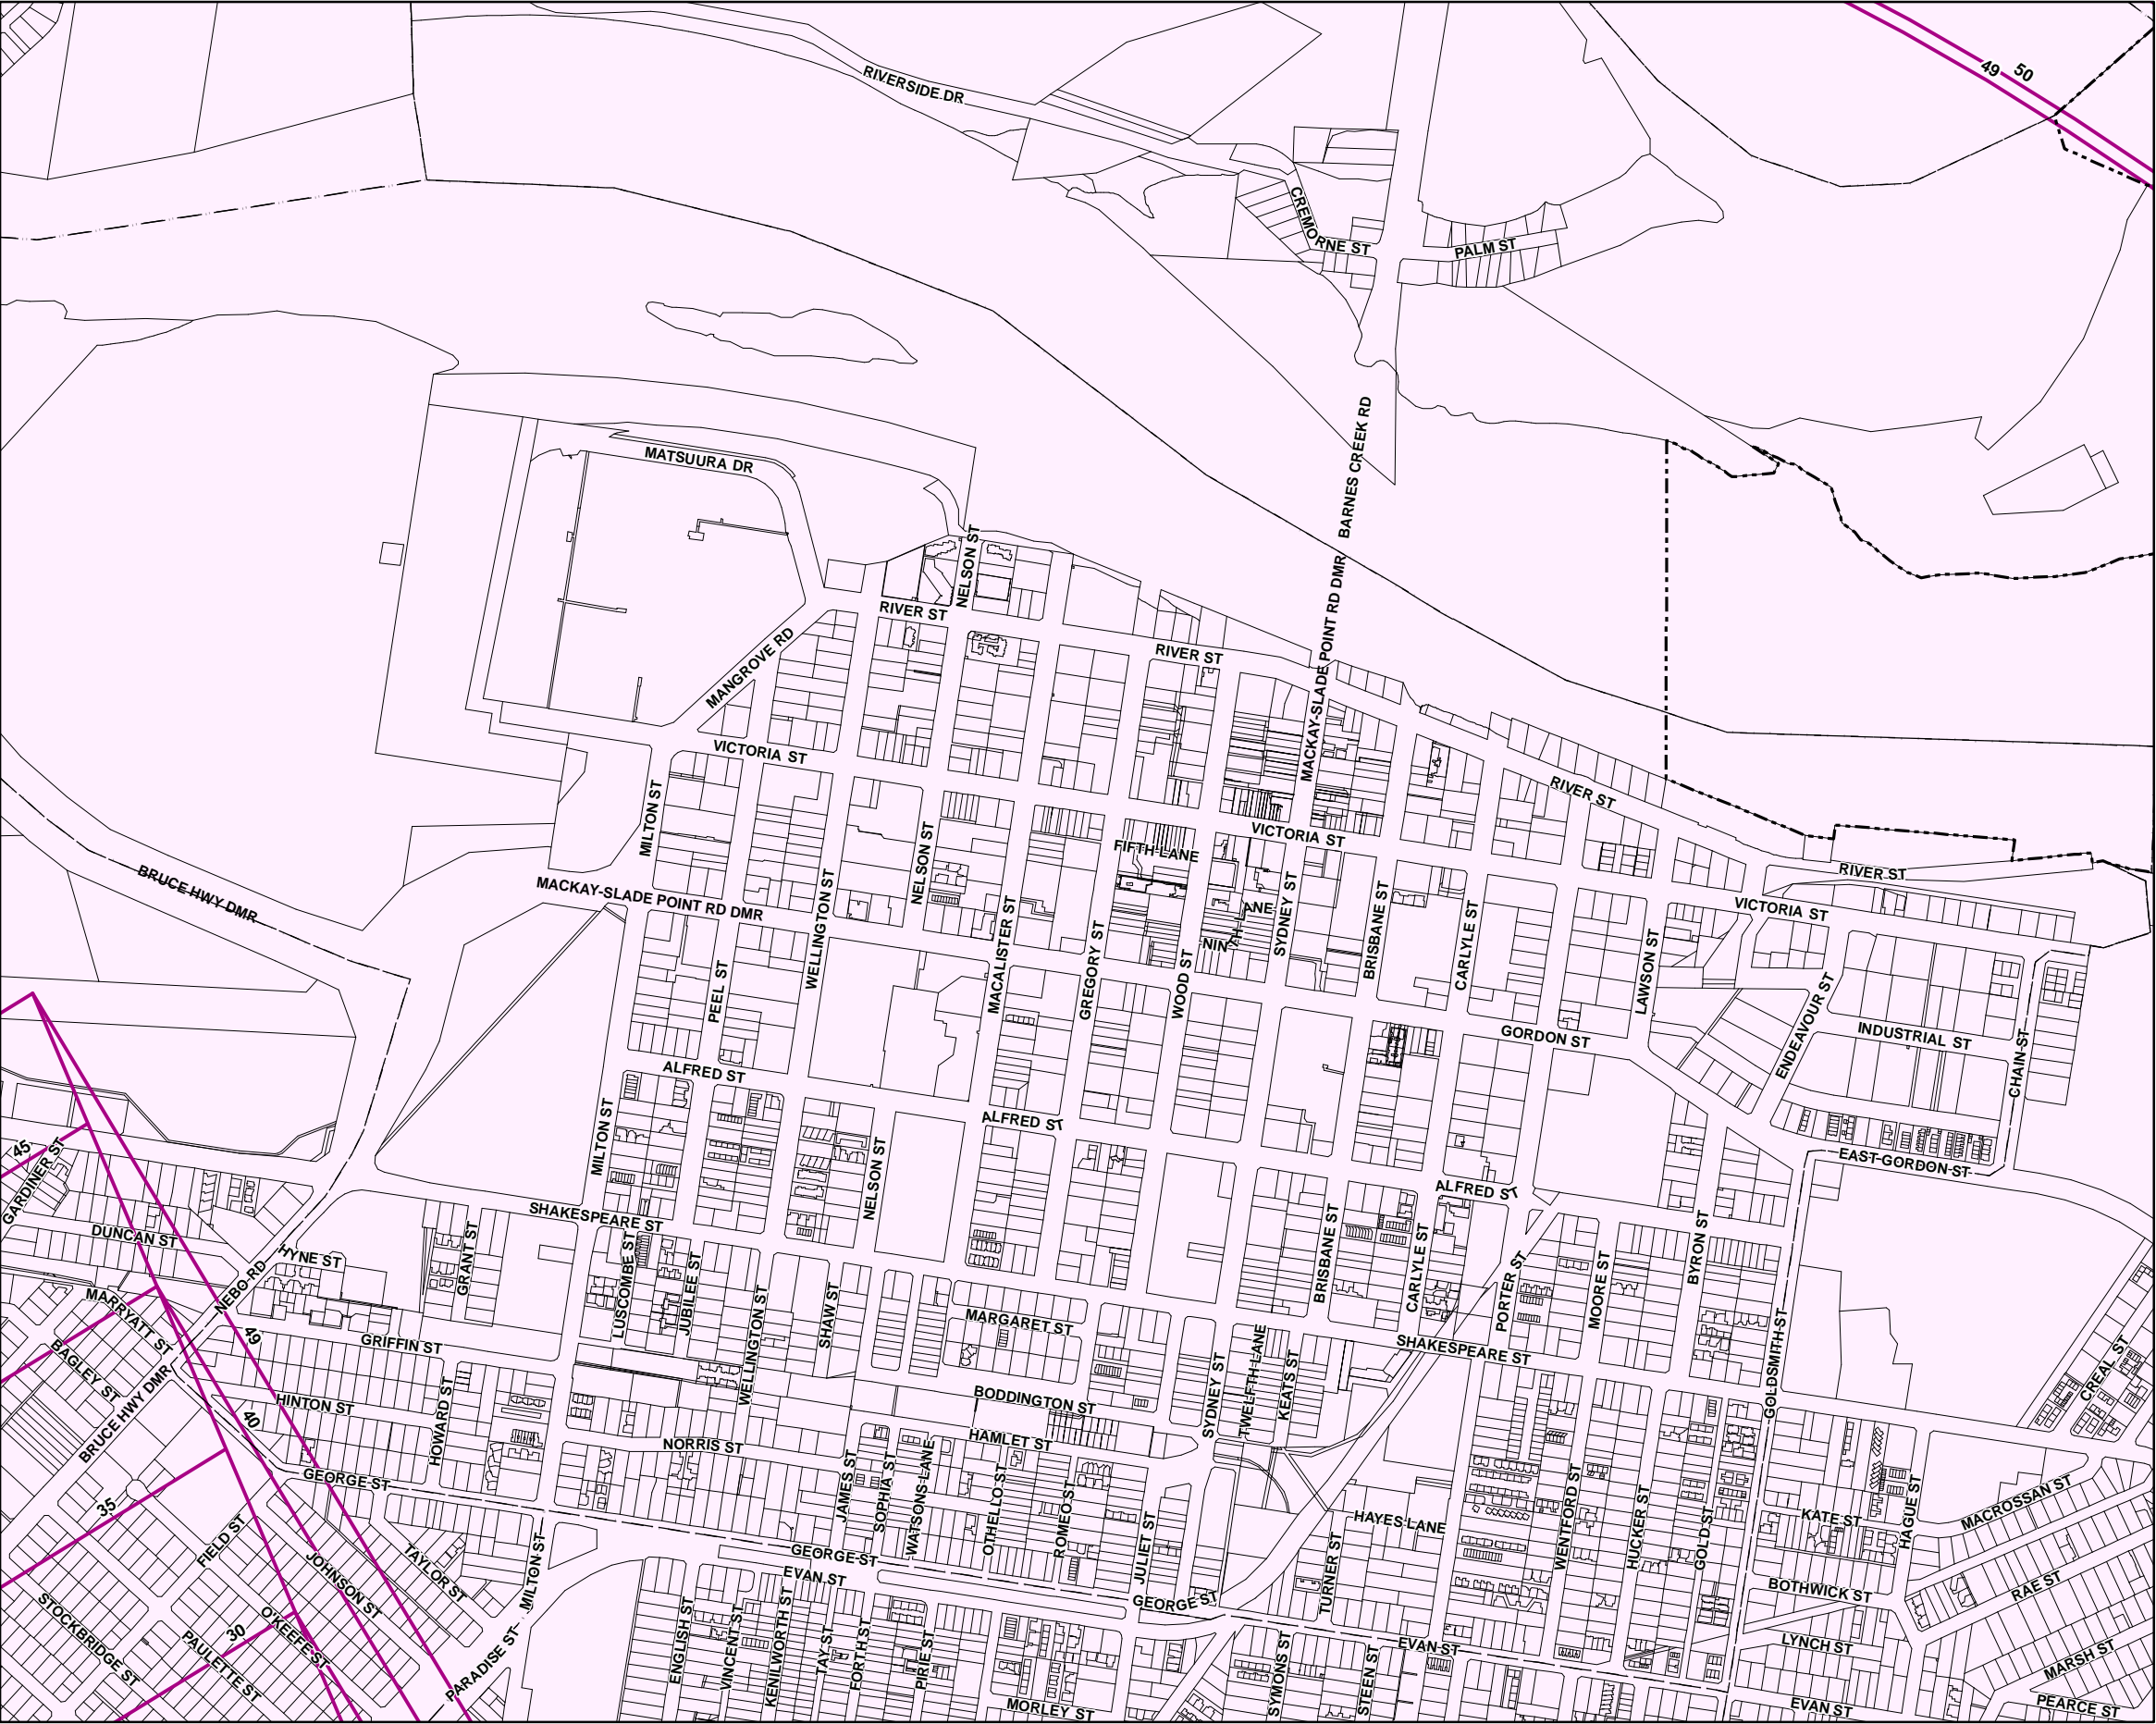 RIVERSIDE DR
49
50
CREMORNE ST
PALM ST
BARNES CREEK RD
MATSUURA DR
NELSON ST
RIVER ST
MANGROVE RD
RIVER ST
MACKAY-SLADE POINT RD DMR
VICTORIA ST
RIVER ST
MILTON ST
VICTORIA ST
FIFTH LANE
NELSON ST
RIVER ST
BRUCE HWY DMR
MACKAY-SLADE POINT RD DMR
WELLINGTON ST
SYDNEY ST
BRISBANE ST
CARLYLE ST
VICTORIA ST
ANE
NIN
MACALISTER ST
GREGORY ST
WOOD ST
LAWSON ST
PEEL ST
GORDON ST
ENDEAVOUR ST
INDUSTRIAL ST
CHAIN ST
ALFRED ST
ALFRED ST
MILTON ST
NELSON ST
45
GARDINER ST
EAST GORDON ST
ALFRED ST
SHAKESPEARE ST
DUNCAN ST
HYNE ST
GRANT ST
LUSCOMBE ST
JUBILEE ST
BRISBANE ST
CARLYLE ST
PORTER ST
MOORE ST
BYRON ST
NEBO RD
MARRYATT ST
49
GRIFFIN ST
WELLINGTON ST
SHAW ST
MARGARET ST
SHAKESPEARE ST
GOLDSMITH ST
CREAL ST
BAGLEY ST
BRUCE HWY DMR
HINTON ST
40
HOWARD ST
BODDINGTON ST
SYDNEY ST
TWELFTH LANE
KEATS ST
NORRIS ST
HAMLET ST
GEORGE ST
JAMES ST
SOPHIA ST
WATSONS LANE
OTHELLO ST
ROMEO ST
JULIET ST
HAYES LANE
TURNER ST
WENTFORD ST
HUCKER ST
GOLD ST
KATE ST
HAGUE ST
MACROSSAN ST
35
FIELD ST
JOHNSON ST
TAYLOR ST
MILTON ST
GEORGE ST
EVAN ST
GEORGE ST
BOTHWICK ST
RAE ST
STOCKBRIDGE ST
PAULETTE ST
30
O'KEEFE ST
PARADISE ST
ENGLISH ST
VINCENT ST
KENILWORTH ST
TAY ST
FORTH ST
PIRIE ST
MORLEY ST
SYMONS ST
STEEN ST
EVAN ST
LYNCH ST
MARSH ST
EVAN ST
PEARCE ST